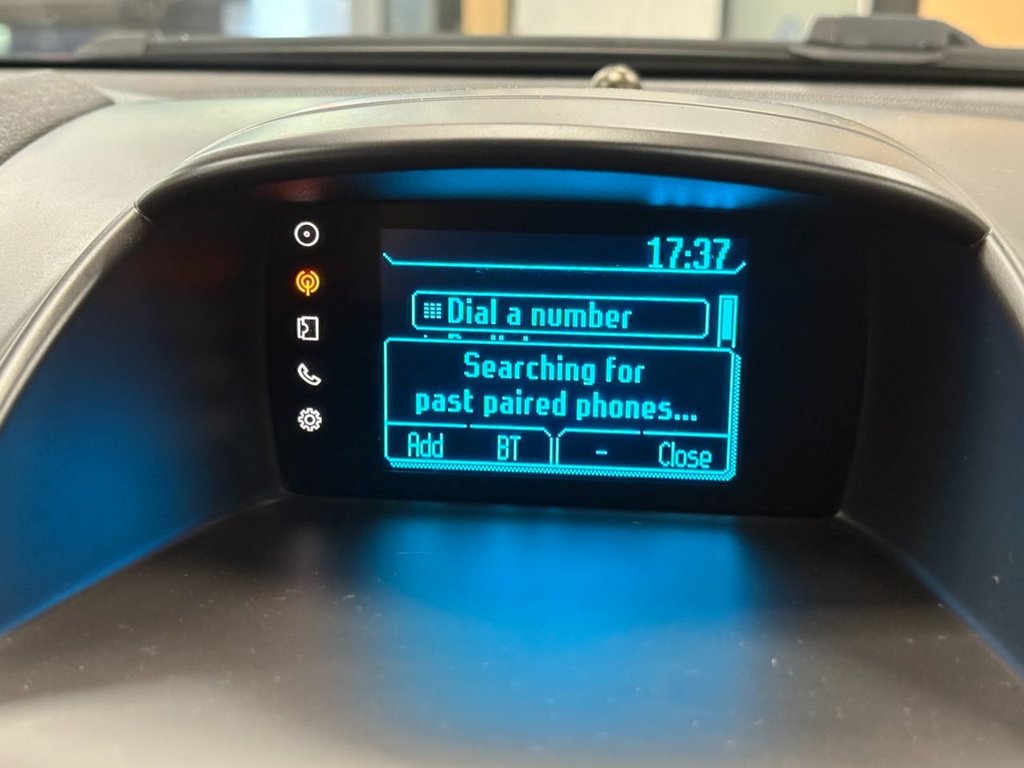 17:37
Dial a number
Searching for
past paired phones...
Add BT - Close